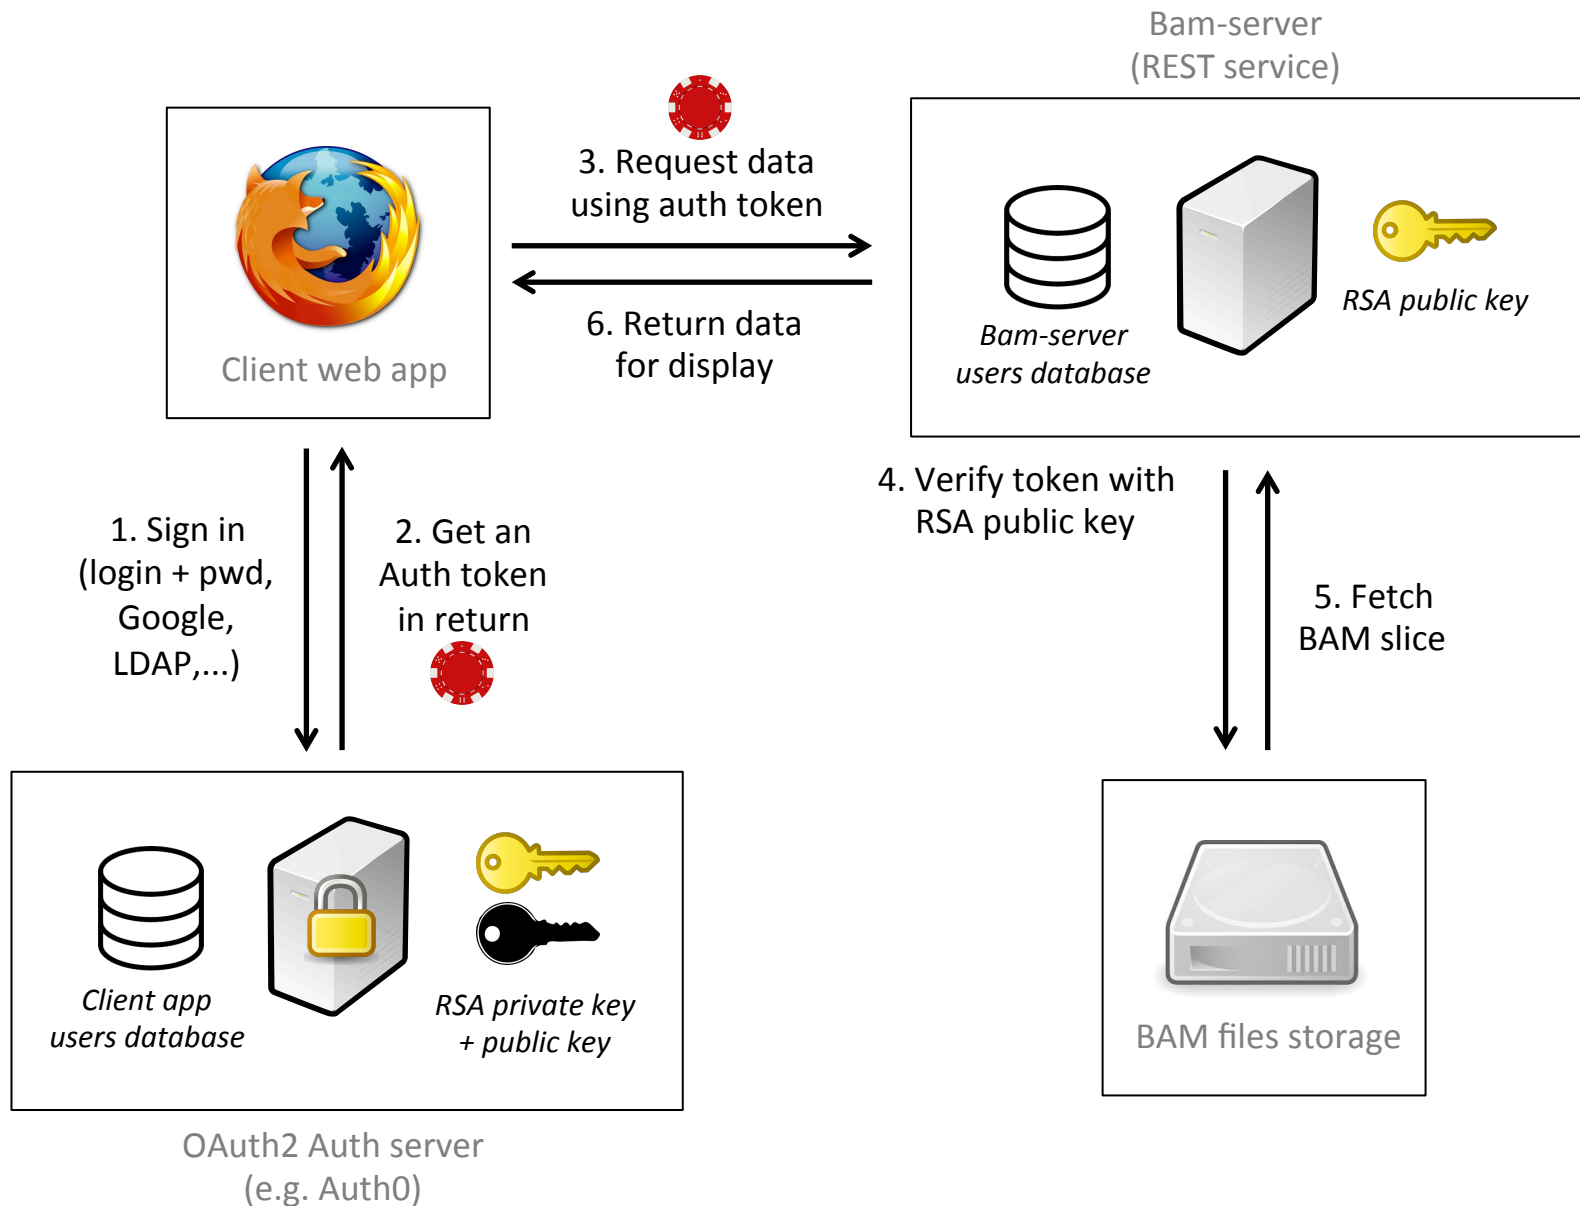 Bam-server
(REST service)
3. Request data
using auth token
6. Return data
for display
Client web app
Bam-server
users database
RSA public key
1. Sign in
(login + pwd,
Google,
LDAP,...)
2. Get an
Auth token
in return
4. Verify token with
RSA public key
5. Fetch
BAM slice
Client app
users database
RSA private key
+ public key
BAM files storage
OAuth2 Auth server
(e.g. Auth0)